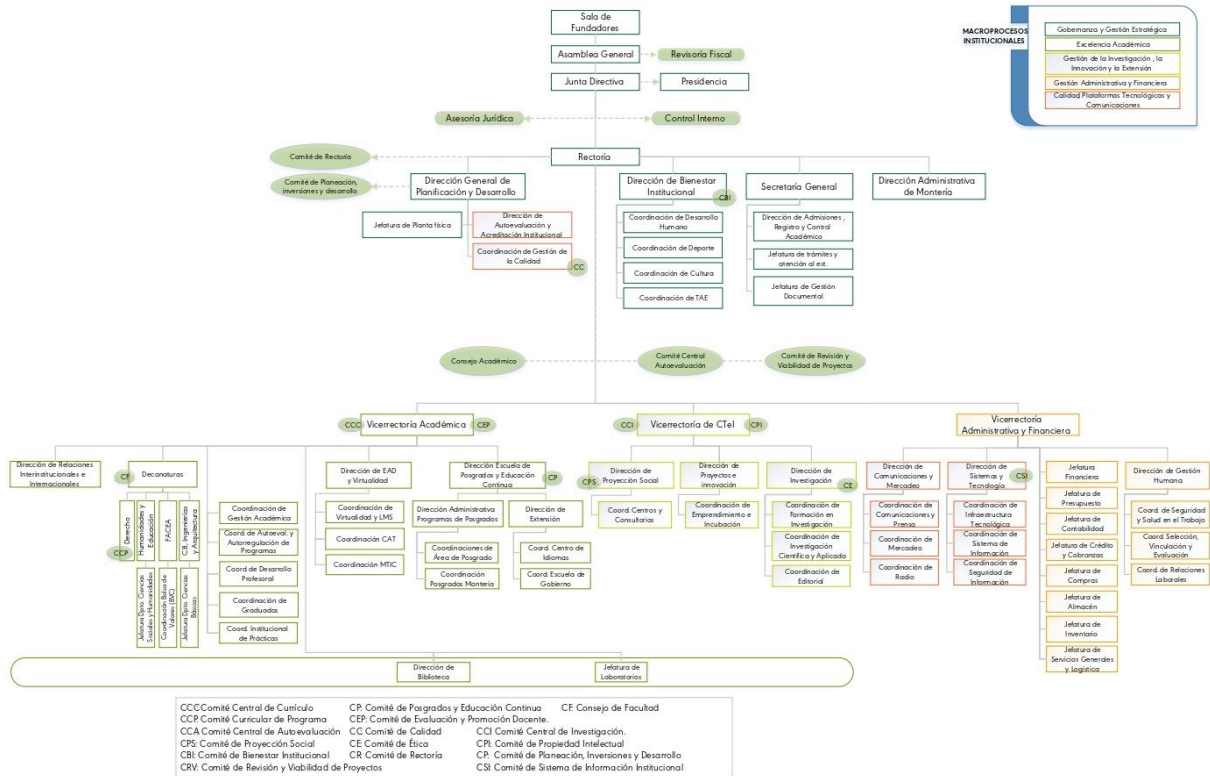 Sala de
Fundadores
Asamblea General
Revisoría Fiscal
Junta Directiva
Presidencia
Asesoría Jurídica
Control Interno
MACROPROCESOS
INSTITUCIONALES
Gobernanza y Gestión Estratégica
Excelencia Académica
Gestión de la Investigación , la
Innovación y la Extensión
Gestión Administrativa y Financiera
Calidad, Plataformas Tecnológicas y
Comunicaciones
Comité de Rectoría
Rectoría
Comité de Planeación,
inversiones y desarrollo
Dirección General de
Planificación y Desarrollo
Dirección de Bienestar
Institucional
CBI
Secretaría General
Dirección Administrativa
de Montería
Jefatura de Planta física
Dirección de
Autoevaluación y
Acreditación Institucional
Coordinación de Gestión de
la Calidad
CC
Coordinación de Desarrollo
Humano
Coordinación de Deporte
Coordinación de Cultura
Coordinación de TAE
Dirección de Admisiones ,
Registro y Control
Académico
Jefatura de trámites y
atención al est.
Jefatura de Gestión
Documental
Consejo Académico
Comité Central
Autoevaluación
Comité de Revisión y
Viabilidad de Proyectos
CCC
Vicerrectoría Académica
CEP
CCI
Vicerrectoría de CTeI
CPI
Vicerrectoría
Administrativa y Financiera
Dirección de Relaciones
Interinstitucionales e
Internacionales
CF
Decanaturas
CCP
Derecho
Humanidades y
Educación
FACEA
C.B, Ingenierías
y Arquitectura
Jefatura Dpto. Ciencias
Sociales y Humanidades
Coordinación Bolsa de
Valores (BVC)
Jefatura Dpto. Ciencias
Básicas
Coordinación de
Gestión Académica
Coord de Autoeval. y
Autorregulación de
Programas
Coord de Desarrollo
Profesoral
Coordinación de
Graduados
Coord. Institucional
de Prácticas
Dirección de EAD
y Virtualidad
Coordinación de
Virtualidad y LMS
Coordinación CAT
Coordinación MTIC
Dirección Escuela de
Posgrados y Educación
Continua
CP
Dirección Administrativa
Programas de Posgrados
Coordinaciones de
Área de Posgrado
Coordinación
Posgrados Montería
Dirección de
Extensión
Coord. Centro de
Idiomas
Coord. Escuela de
Gobierno
CPS
Dirección de
Proyección Social
Coord. Centros y
Consultorías
Dirección de
Proyectos e
innovación
Coordinación de
Emprendimiento e
Incubación
Dirección de
Investigación
CE
Coordinación de
Formación en
Investigación
Coordinación de
Investigación
Científica y Aplicada
Coordinación de
Editorial
Dirección de
Comunicaciones y
Mercadeo
Coordinación de
Comunicaciones y
Prensa
Coordinación de
Mercadeo
Coordinación de
Radio
Dirección de
Sistemas y
Tecnología
CSI
Coordinación de
Infraestructura
Tecnológica
Coordinación de
Sistema de
Información
Coordinación de
Seguridad de
Información
Jefatura
Financiera
Jefatura de
Presupuesto
Jefatura de
Contabilidad
Jefatura de Crédito
y Cobranzas
Jefatura de
Compras
Jefatura de
Almacén
Jefatura de
Inventario
Jefatura de
Servicios Generales
y Logística
Dirección de Gestión
Humana
Coord. de Seguridad
y Salud en el Trabajo
Coord. Selección,
Vinculación y
Evaluación
Coord. de Relaciones
Laborales
Dirección de
Biblioteca
Jefatura de
Laboratorios
CCC:Comité Central de Currículo CP: Comité de Posgrados y Educación Continua CF: Consejo de Facultad
CCP: Comité Curricular de Programa CEP: Comité de Evaluación y Promoción Docente.
CCA: Comité Central de Autoevaluación CC: Comité de Calidad CCI: Comité Central de Investigación.
CPS: Comité de Proyección Social CE: Comité de Ética CPI: Comité de Propiedad Intelectual
CBI: Comité de Bienestar Institucional CR: Comité de Rectoría CP: Comité de Planeación, Inversiones y Desarrollo
CRV: Comité de Revisión y Viabilidad de Proyectos CSI: Comité de Sistema de Información Institucional